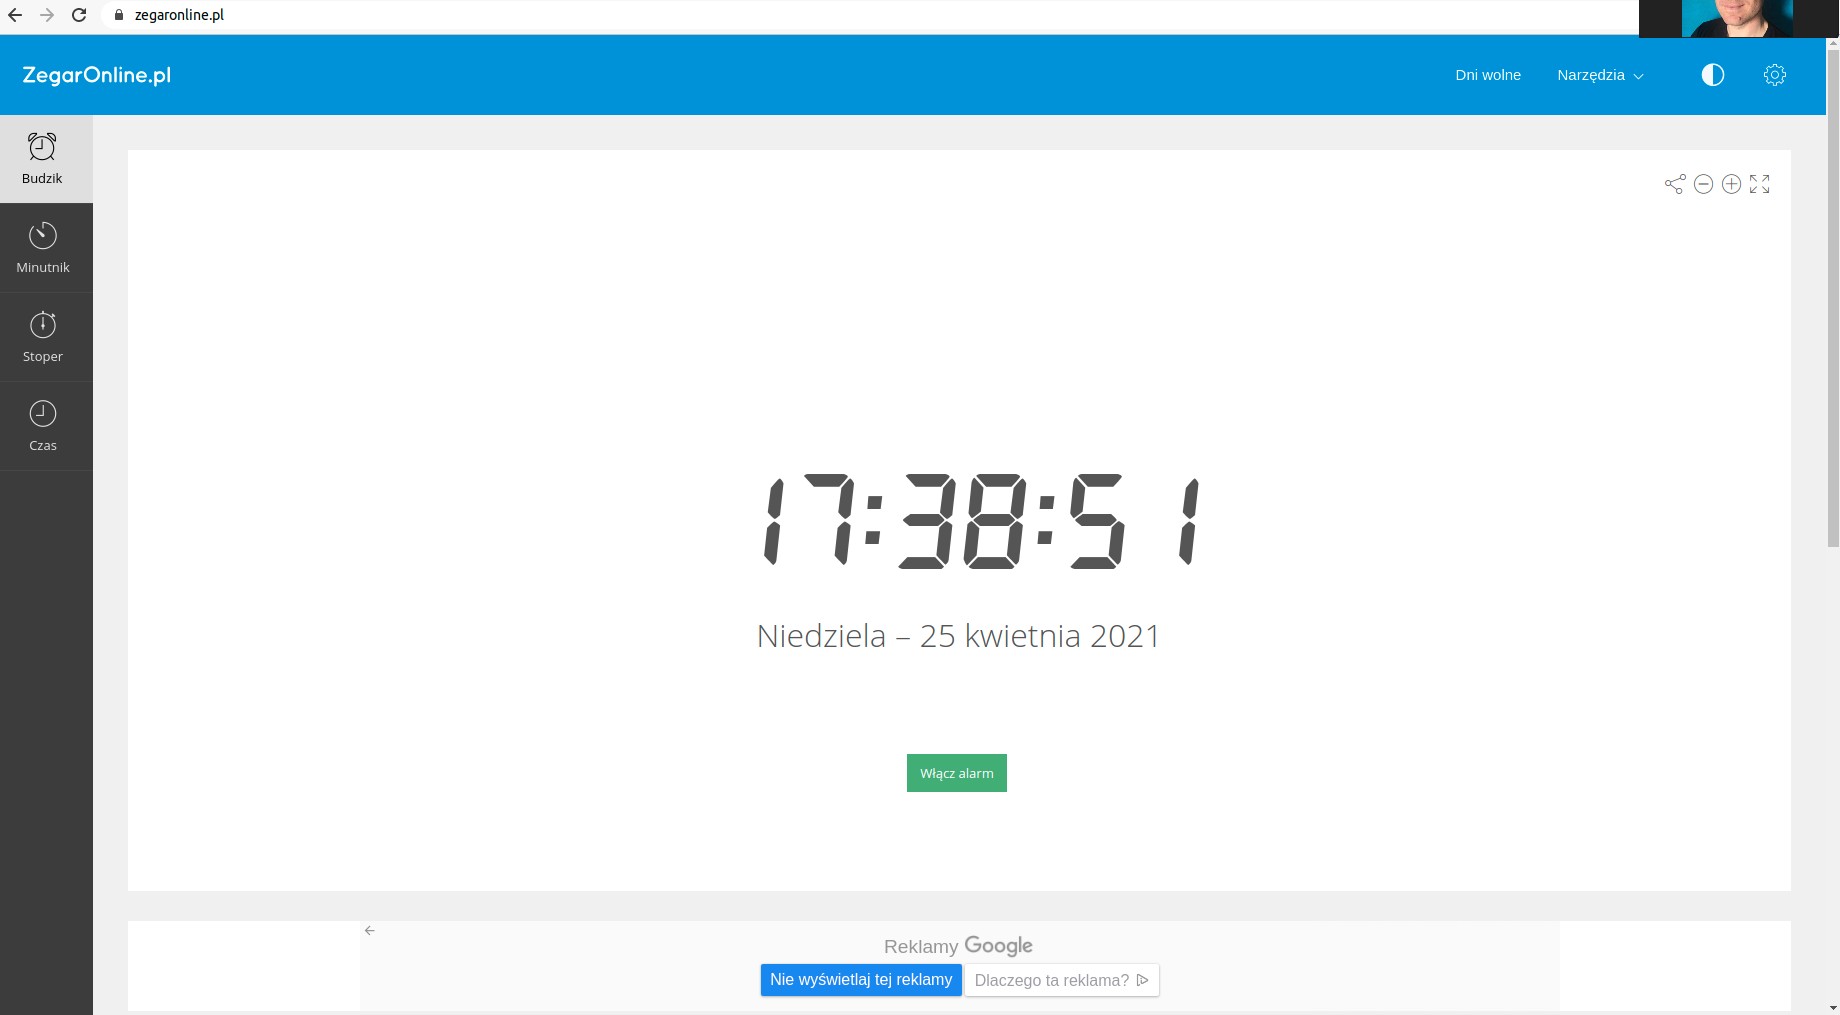 zegaronline.pl
ZegarOnline.pl
Dni wolne
Narzędzia
Budzik
Minutnik
Stoper
Czas
17:38:51
Niedziela – 25 kwietnia 2021
Włącz alarm
Reklamy Google
Nie wyświetlaj tej reklamy
Dlaczego ta reklama?